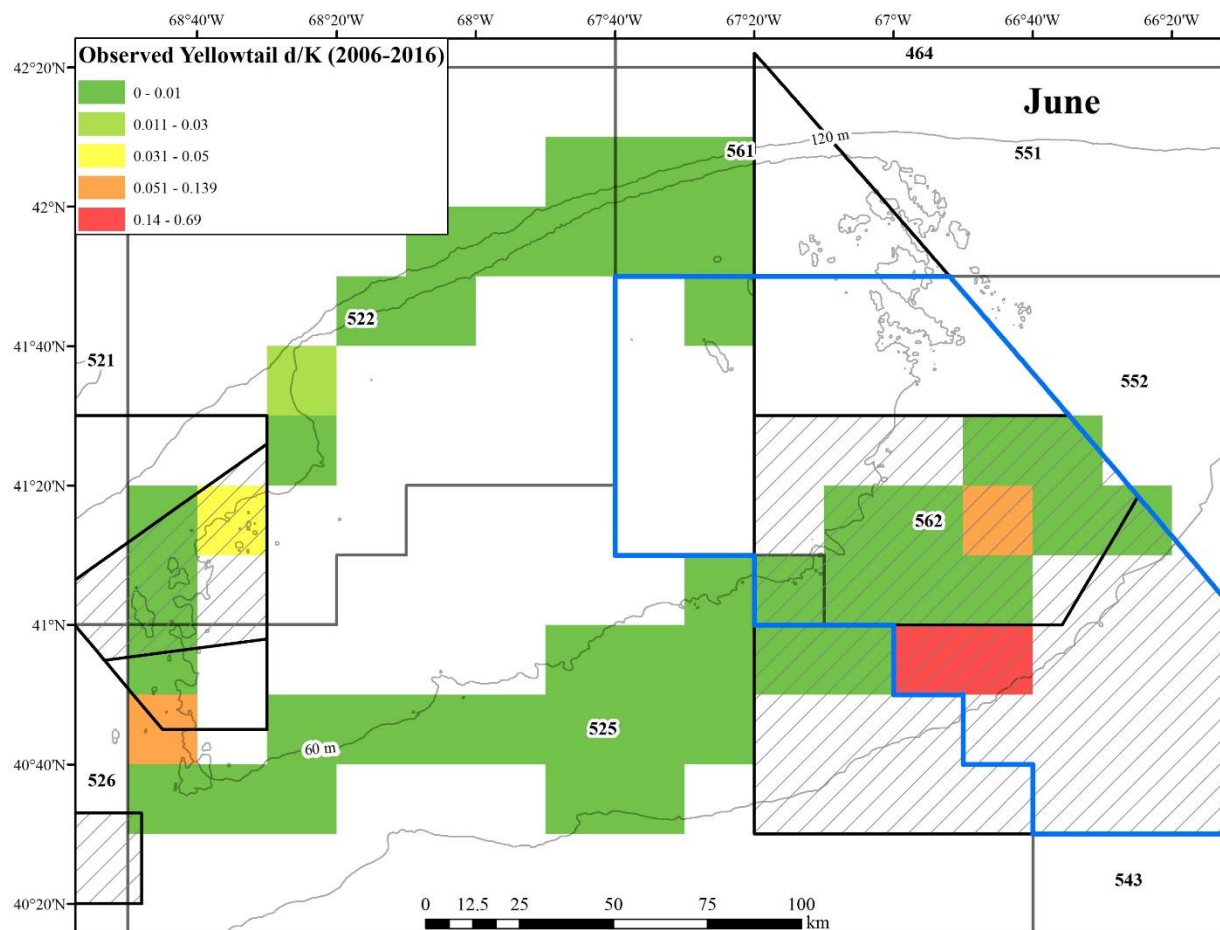 68°40'W 68°20'W 68°W 67°40'W 67°20'W 67°W 66°40'W 66°20'W
42°20'N
42°N
41°40'N
41°20'N
41°N
40°40'N
40°20'N
Observed Yellowtail d/K (2006-2016)
0 - 0.01
0.011 - 0.03
0.031 - 0.05
0.051 - 0.139
0.14 - 0.69
464
June
120 m
561
551
522
521
552
562
525
60 m
526
543
0 12.5 25 50 75 100
km